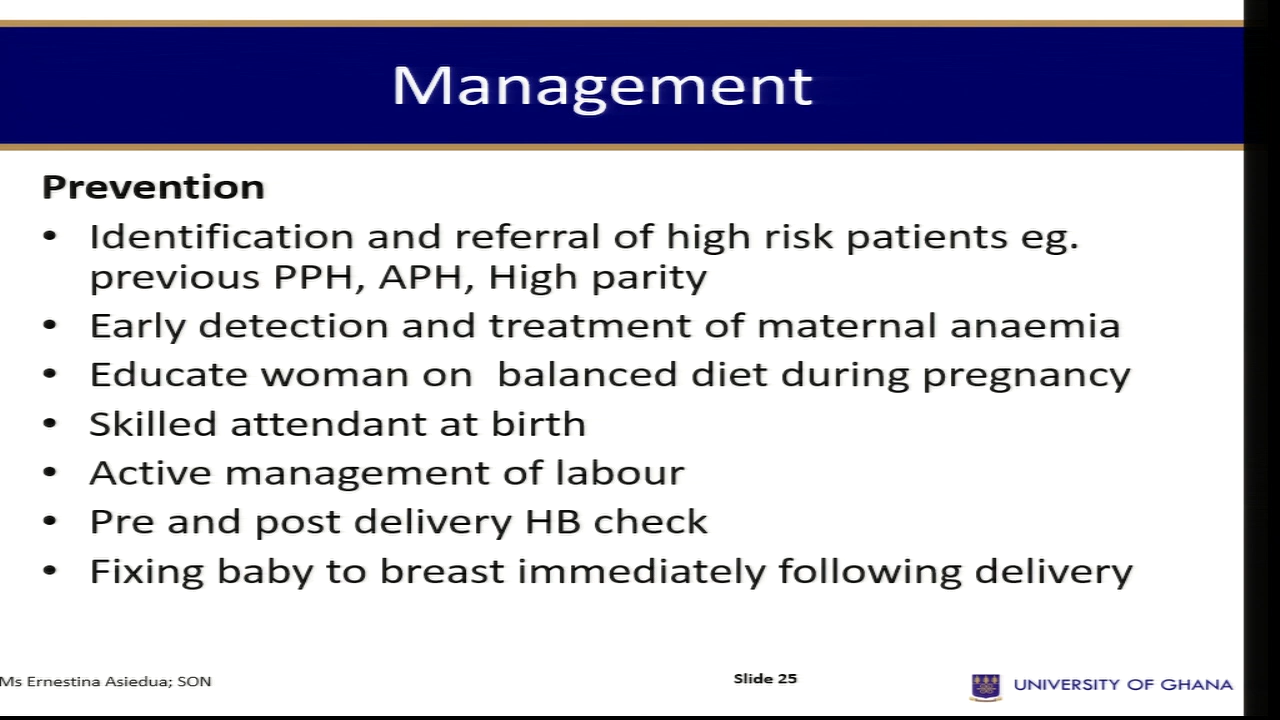 Management
Prevention
• Identification and referral of high risk patients eg.
previous PPH, APH, High parity
• Early detection and treatment of maternal anaemia
• Educate woman on balanced diet during pregnancy
• Skilled attendant at birth
• Active management of labour
• Pre and post delivery HB check
• Fixing baby to breast immediately following delivery
Ms Ernestina Asiedua; SON
Slide 25
UNIVERSITY OF GHANA